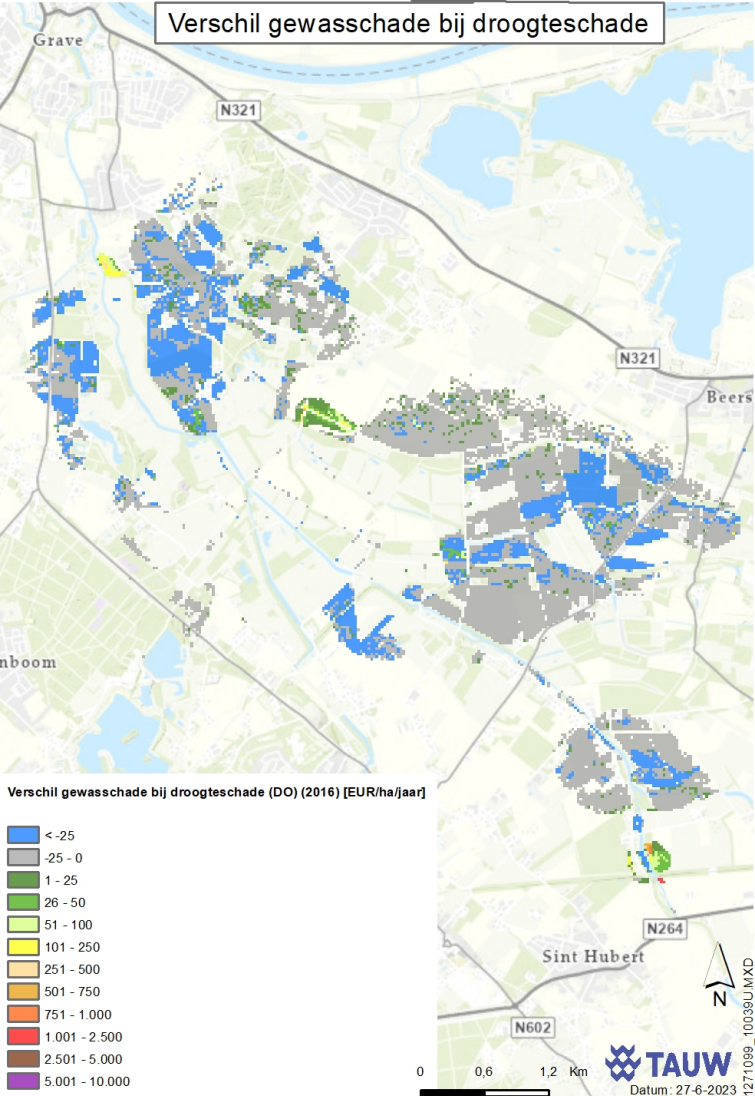 Verschil gewasschade bij droogteschade
Grave
N321
N321
Beers
nboom
Verschil gewasschade bij droogteschade (DO) (2016) [EUR/ha/jaar]
< -25
-25 - 0
1 - 25
26 - 50
51 - 100
101 - 250
251 - 500
501 - 750
751 - 1.000
1.001 - 2.500
2.501 - 5.000
5.001 - 10.000
N264
Sint Hubert
N
N602
0 0,6 1,2 Km
TAUW
Datum : 27-6-2023
1271099_10039U.MXD